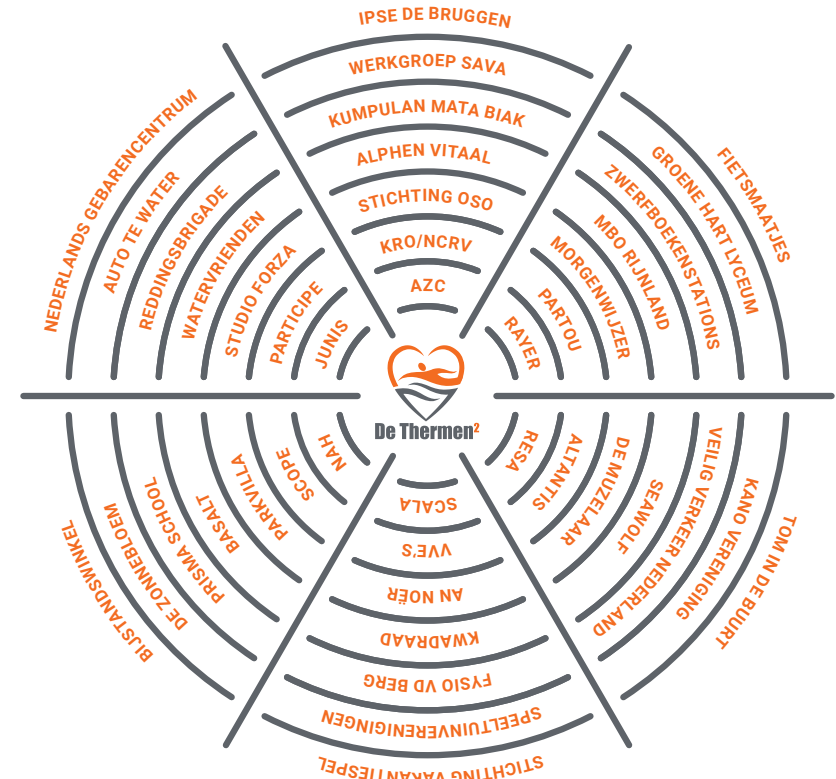 IPSE DE BRUGGEN
WERKGROEP SAVA
KUMPULAN MATA BIAK
ALPHEN VITAAL
STICHTING OSO
KRO/NCRV
AZC
FIETSMAATJES
GROENE HART LYCEUM
ZWERFBOEKENSTATIONS
MBO RIJNLAND
MORGENWIJZER
PARTOU
RAYER
TOM IN DE BUURT
KANO VERENIGING
VEILIG VERKEER NEDERLAND
SEAWOLF
DE MUZELAAR
ALTANTIS
RESA
SCALA
VVE'S
AN NOËR
KWADRAAD
FYSIO VD BERG
SPEELTUINVERENIGINGEN
STICHTING VAKANTIESPEL
BIJSTANDSWINKEL
DE ZONNEBLOEM
PRISMA SCHOOL
BASALT
PARKVILLA
SCOPE
NAH
NEDERLANDS GEBARENCENTRUM
AUTO TE WATER
REDDINGSBRIGADE
WATERVRIENDEN
STUDIO FORZA
PARTICIPE
JUNIS
De Thermen²